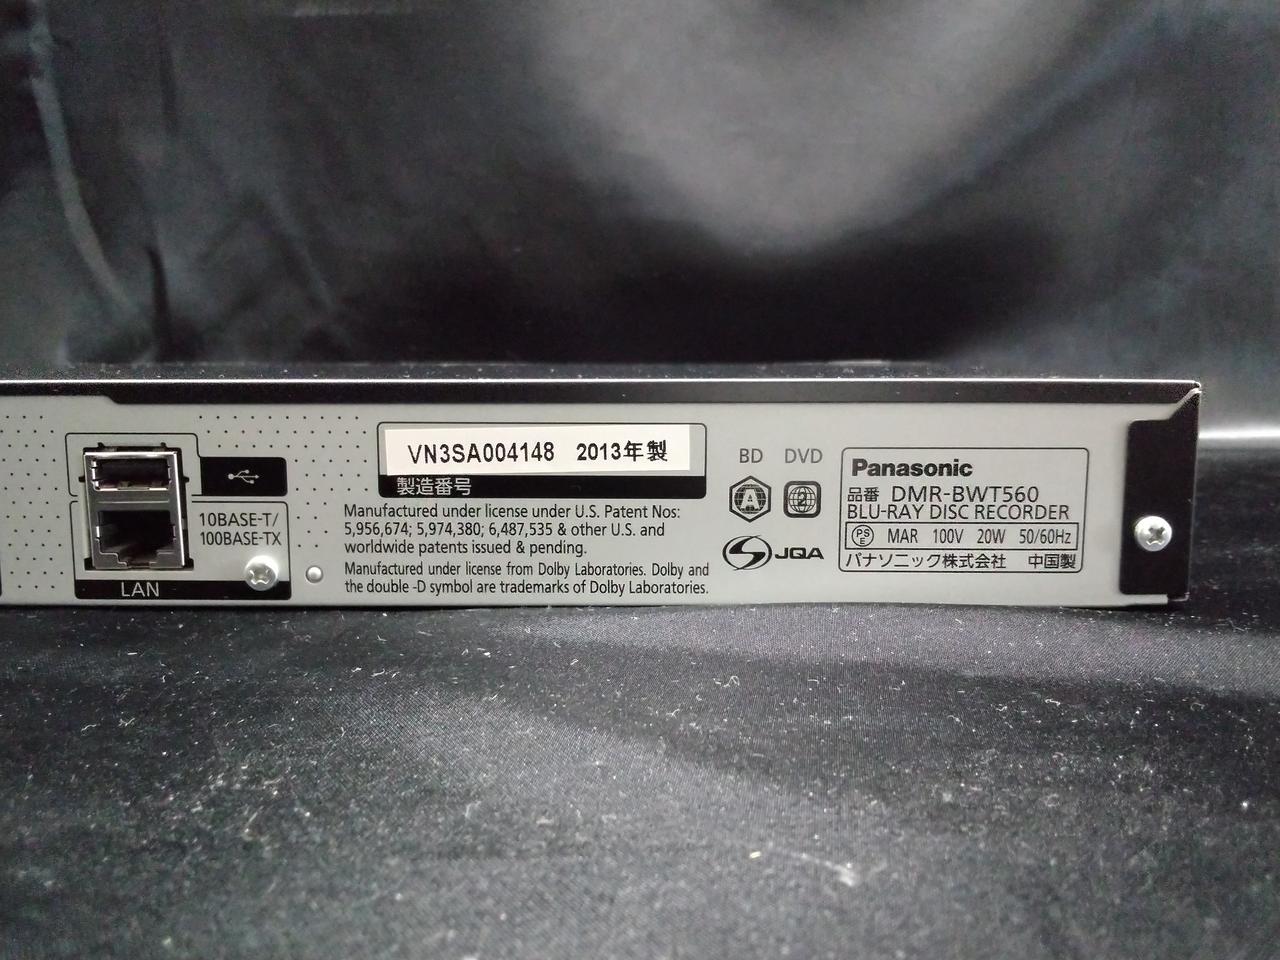 10BASE-T/
100BASE-TX
LAN
VN3SA004148 2013年製
製造番号
Manufactured under license under U.S. Patent Nos:
5,956,674; 5,974,380; 6,487,535 & other U.S. and
worldwide patents issued & pending.
Manufactured under license from Dolby Laboratories. Dolby and
the double -D symbol are trademarks of Dolby Laboratories.
BD DVD
A 2
JQA
Panasonic
品番 DMR-BWT560
BLU-RAY DISC RECORDER
PSE MAR 100V 20W 50/60Hz
パナソニック株式会社 中国製